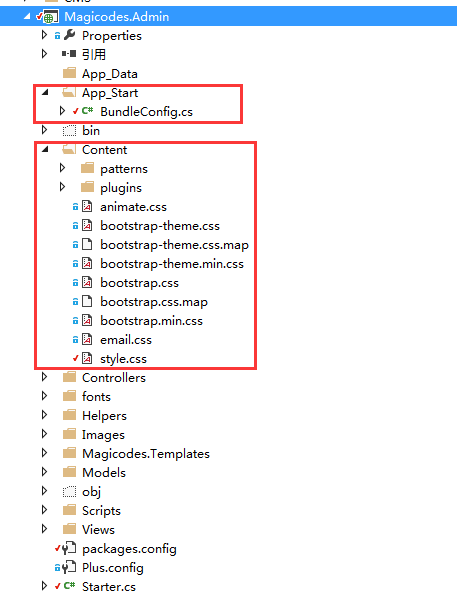 CMS
Magicodes.Admin
Properties
引用
App_Data
App_Start
C# BundleConfig.cs
bin
Content
patterns
plugins
animate.css
bootstrap-theme.css
bootstrap-theme.css.map
bootstrap-theme.min.css
bootstrap.css
bootstrap.css.map
bootstrap.min.css
email.css
style.css
Controllers
fonts
Helpers
Images
Magicodes.Templates
Models
obj
Scripts
Views
packages.config
Plus.config
C# Starter.cs